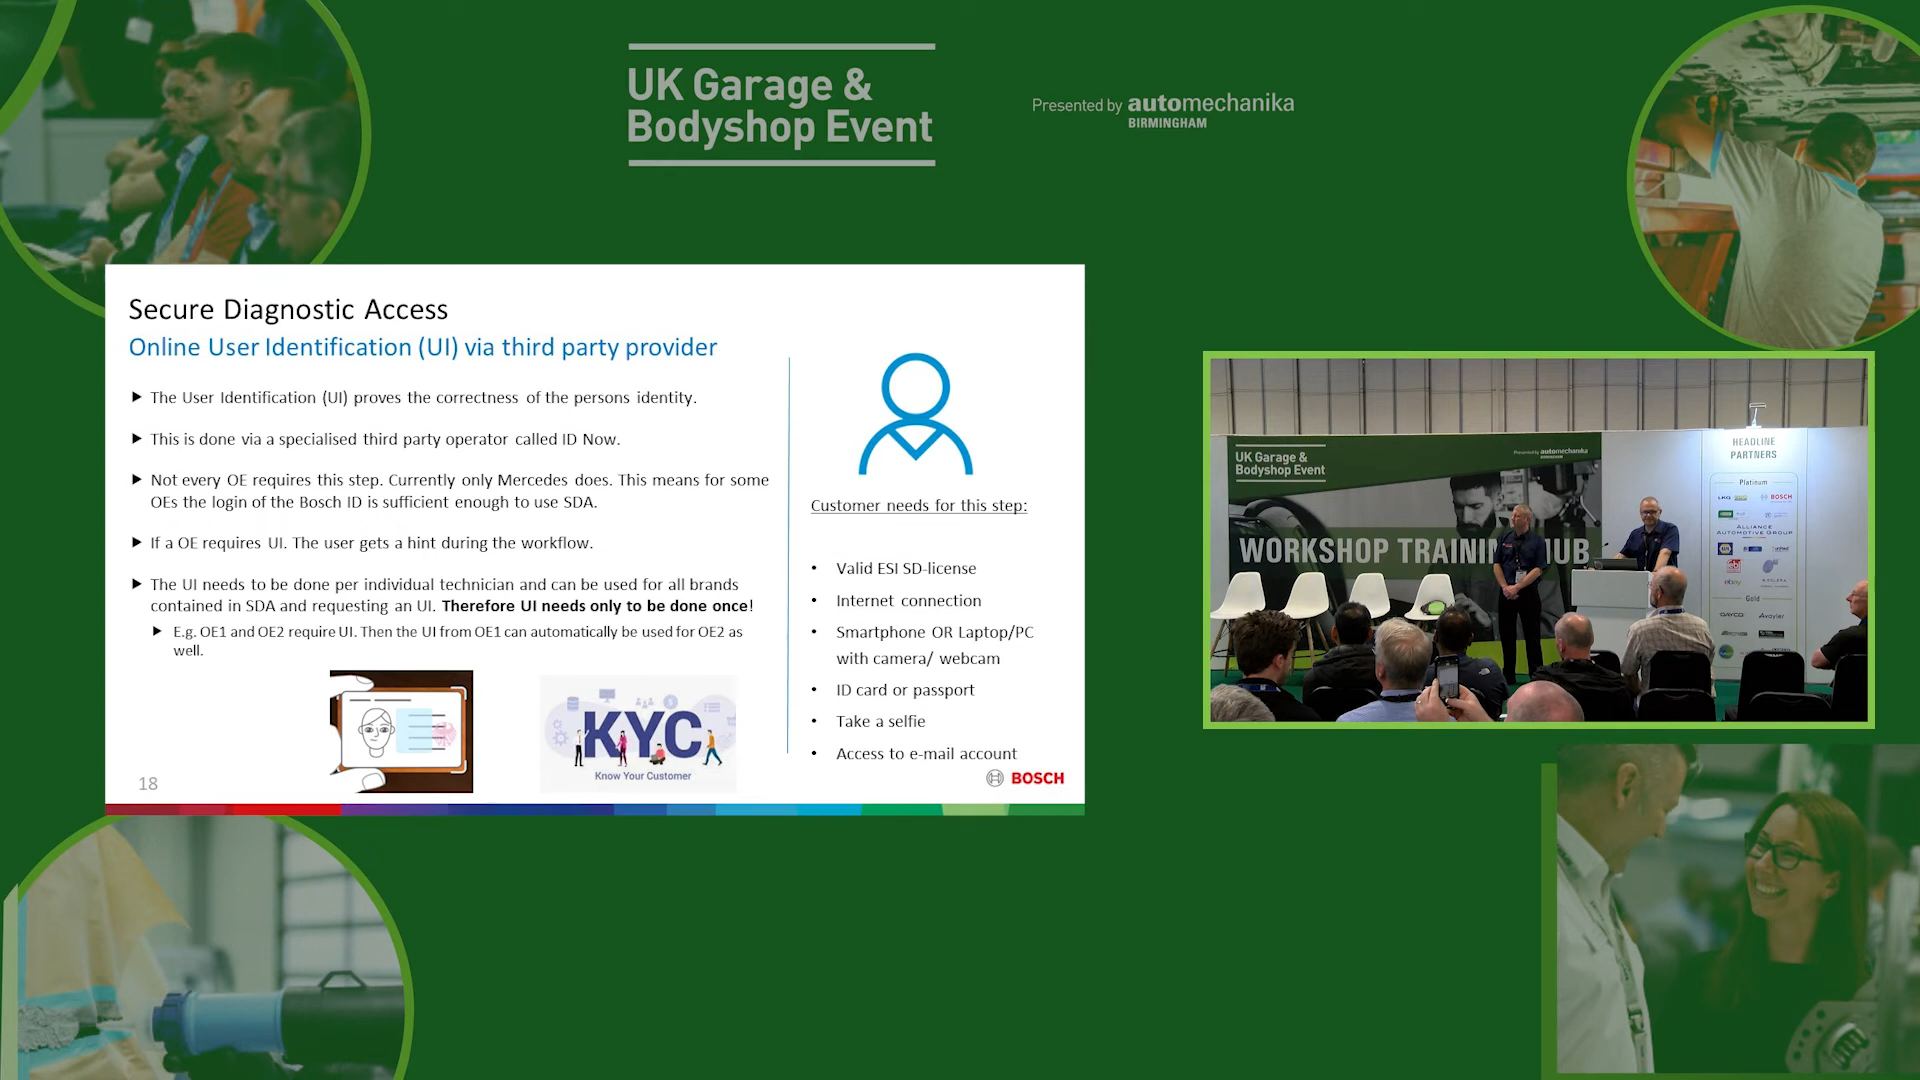 UK Garage &
Bodyshop Event
Presented by automechanika
BIRMINGHAM
Secure Diagnostic Access
Online User Identification (UI) via third party provider
The User Identification (UI) proves the correctness of the persons identity.
This is done via a specialised third party operator called ID Now.
Not every OE requires this step. Currently only Mercedes does. This means for some
OEs the login of the Bosch ID is sufficient enough to use SDA.
If a OE requires UI. The user gets a hint during the workflow.
The UI needs to be done per individual technician and can be used for all brands
contained in SDA and requesting an UI. Therefore UI needs only to be done once!
E.g. OE1 and OE2 require UI. Then the UI from OE1 can automatically be used for OE2 as
well.
KYC
Know Your Customer
18
Customer needs for this step:
• Valid ESI SD-license
• Internet connection
• Smartphone OR Laptop/PC
with camera/ webcam
• ID card or passport
• Take a selfie
• Access to e-mail account
BOSCH
UK Garage &
Bodyshop Event
Presented by automechanika
WORKSHOP TRAININ HUB
HEADLINE
PARTNERS
Platinum
LKQ
BOSCH
ALLIANCE
AUTOMOTIVE GROUP
NAPA
febi
ebay
Gold
DAYCO